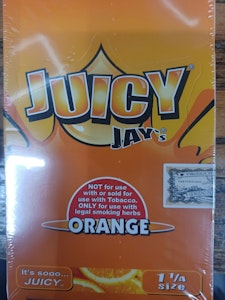 JUICY®
JAY's®
NOT for use
with or sold for
use with Tobacco.
ONLY for use with
legal smoking herbs
ORANGE
It's sooo...
JUICY.
1 1/4
size